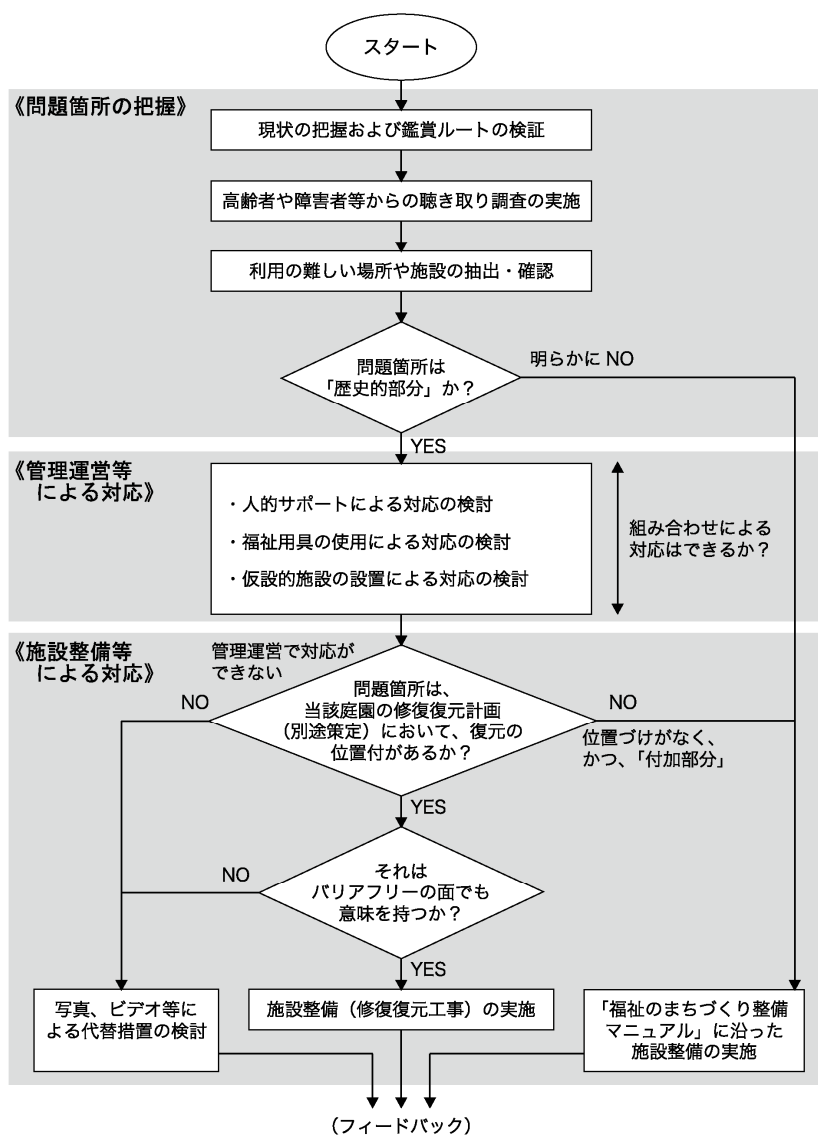 スタート
《問題箇所の把握》
現状の把握および鑑賞ルートの検証
高齢者や障害者等からの聴き取り調査の実施
利用の難しい場所や施設の抽出・確認
問題箇所は
「歴史的部分」か？
明らかに NO
YES
《管理運営等
による対応》
・人的サポートによる対応の検討
・福祉用具の使用による対応の検討
・仮設的施設の設置による対応の検討
組み合わせによる
対応はできるか？
《施設整備等
による対応》
管理運営で対応が
できない
NO
問題箇所は、
当該庭園の修復復元計画
（別途策定）において、復元の
位置付があるか？
NO
位置づけがなく、
かつ、「付加部分」
YES
NO
それは
バリアフリーの面でも
意味を持つか？
YES
写真、ビデオ等に
よる代替措置の検討
施設整備（修復復元工事）の実施
「福祉のまちづくり整備
マニュアル」に沿った
施設整備の実施
（フィードバック）